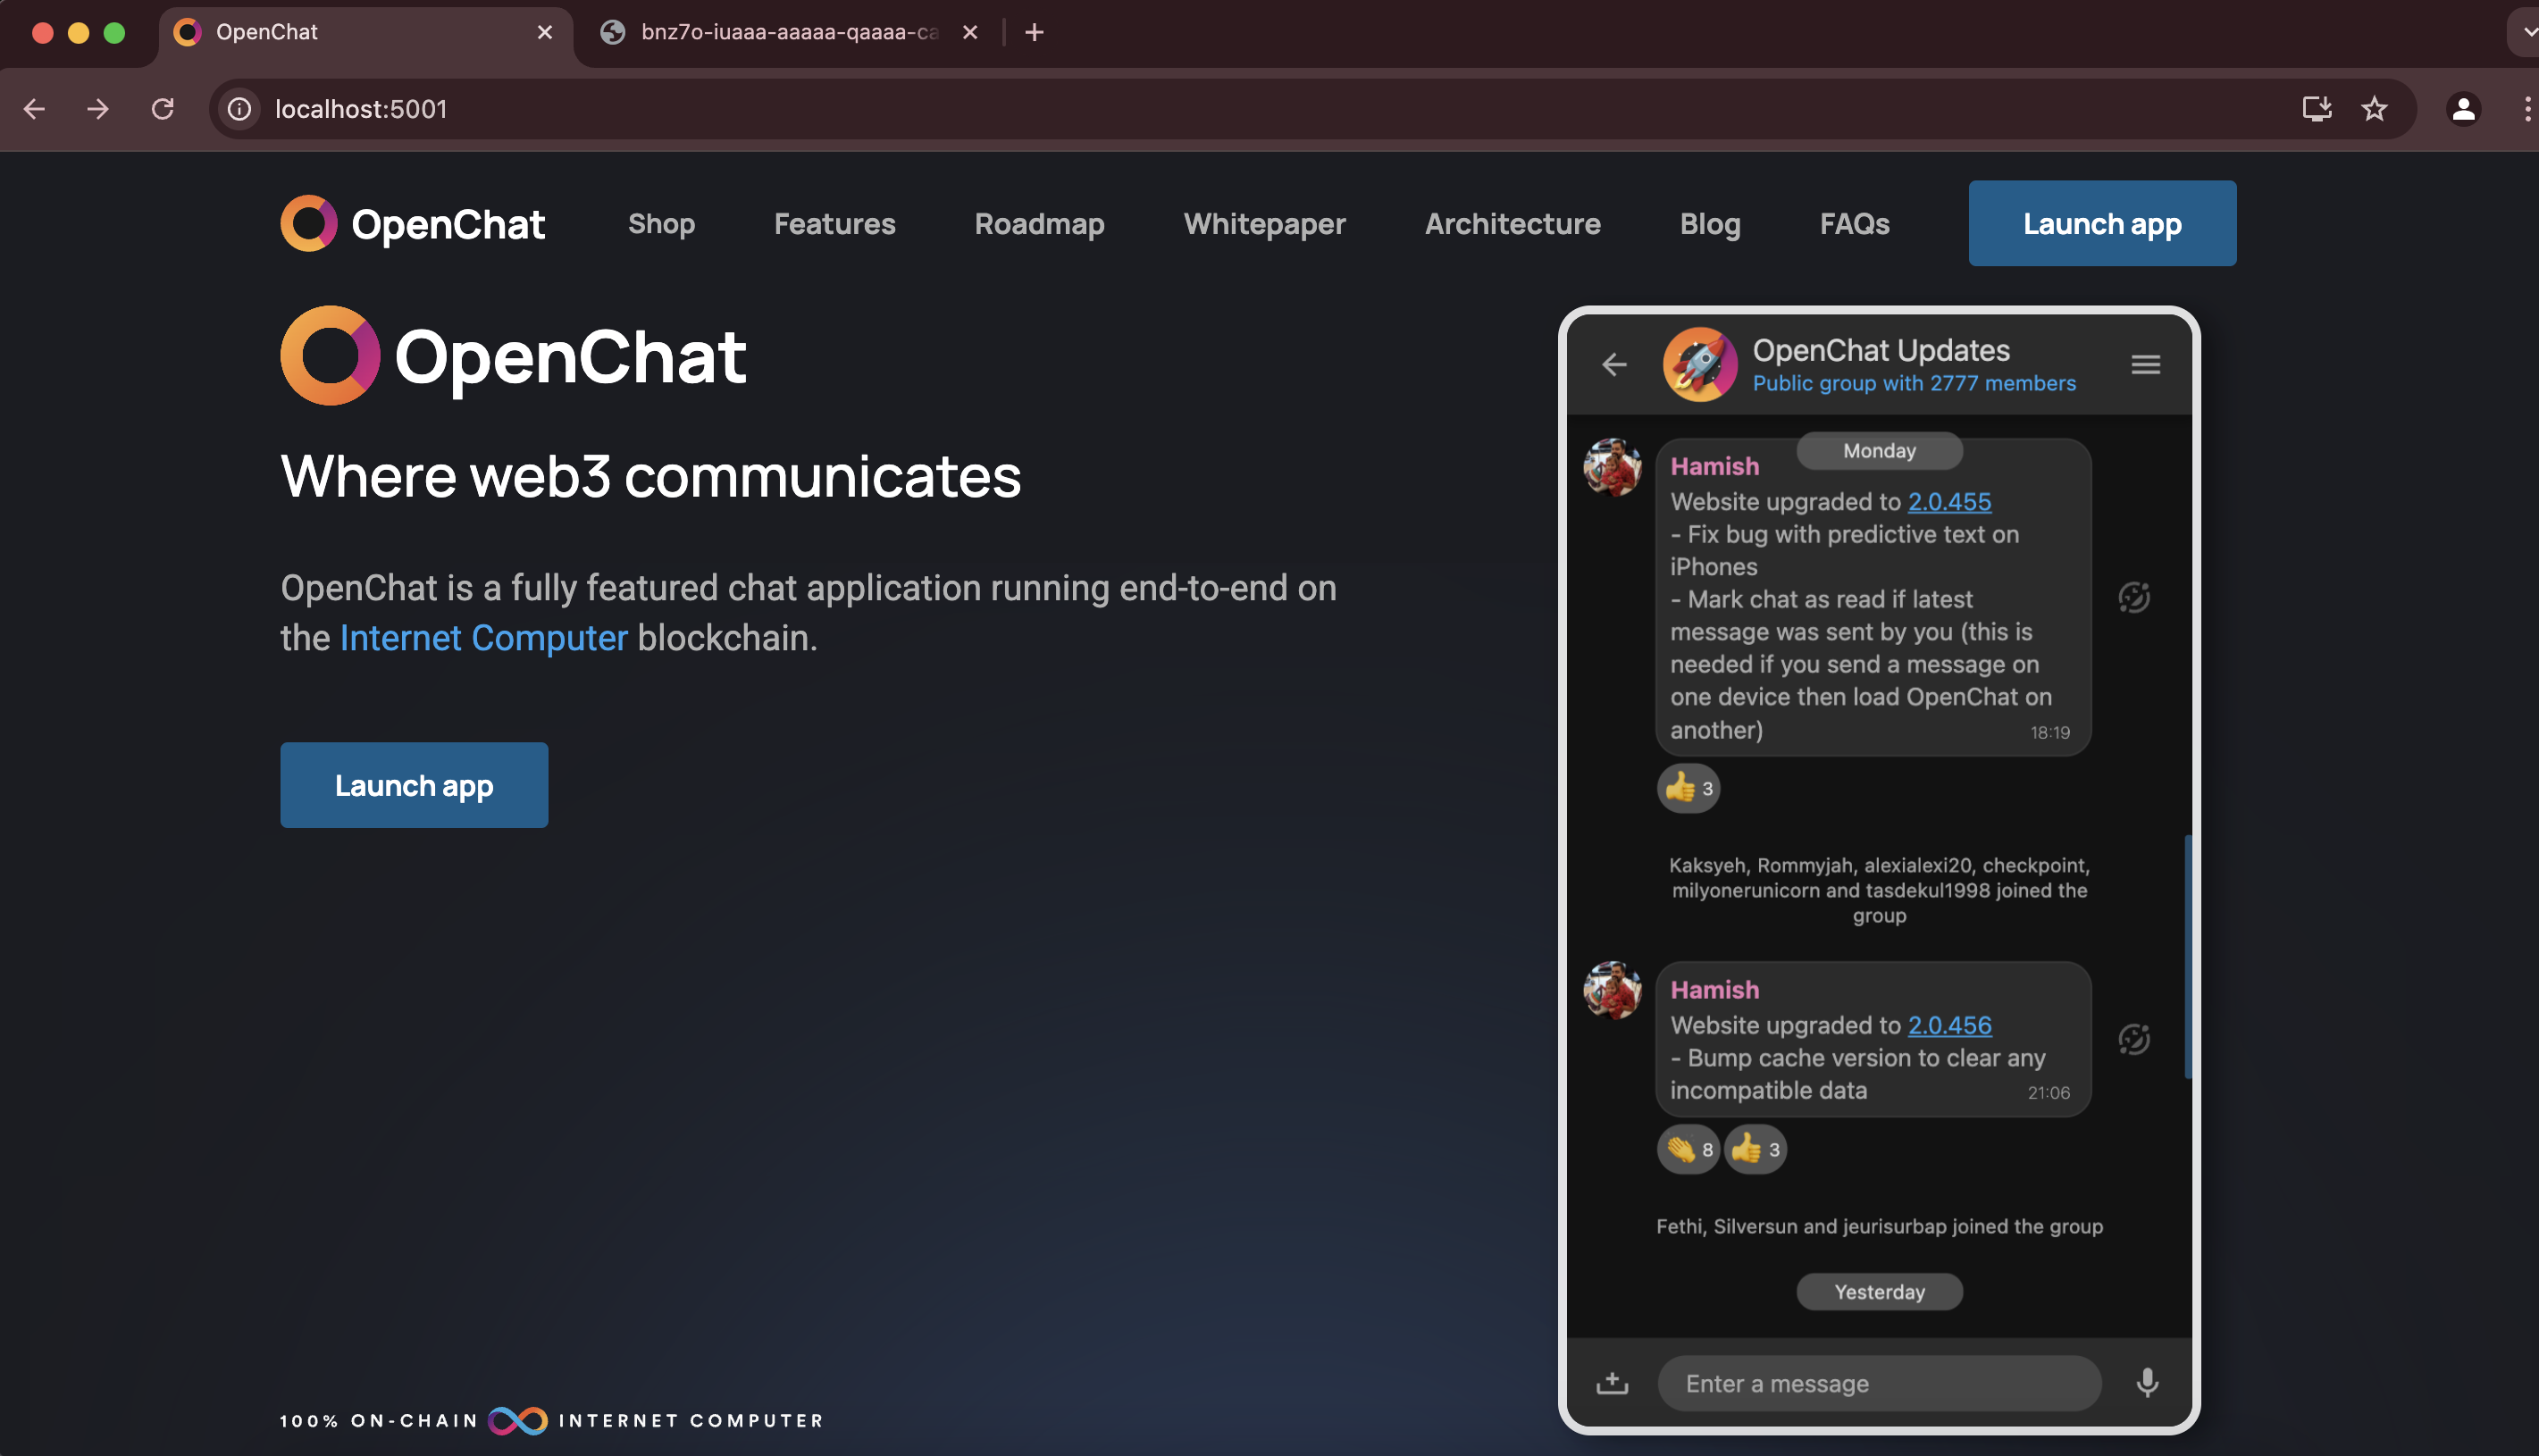 OpenChat
bnz7o-iuaaa-aaaaa-qaaaa-ca
localhost:5001
OpenChat Shop Features Roadmap Whitepaper Architecture Blog FAQs Launch app
OpenChat
Where web3 communicates
OpenChat is a fully featured chat application running end-to-end on
the Internet Computer blockchain.
Launch app
100% ON-CHAIN INTERNET COMPUTER
OpenChat Updates
Public group with 2777 members
Monday
Hamish
Website upgraded to 2.0.455
- Fix bug with predictive text on
iPhones
- Mark chat as read if latest
message was sent by you (this is
needed if you send a message on
one device then load OpenChat on
another)
18:19
3
Kaksyeh, Rommyjah, alexialexi20, checkpoint,
milyonerunicorn and tasdekul1998 joined the
group
Hamish
Website upgraded to 2.0.456
- Bump cache version to clear any
incompatible data
21:06
8 3
Fethi, Silversun and jeurisurbap joined the group
Yesterday
Enter a message